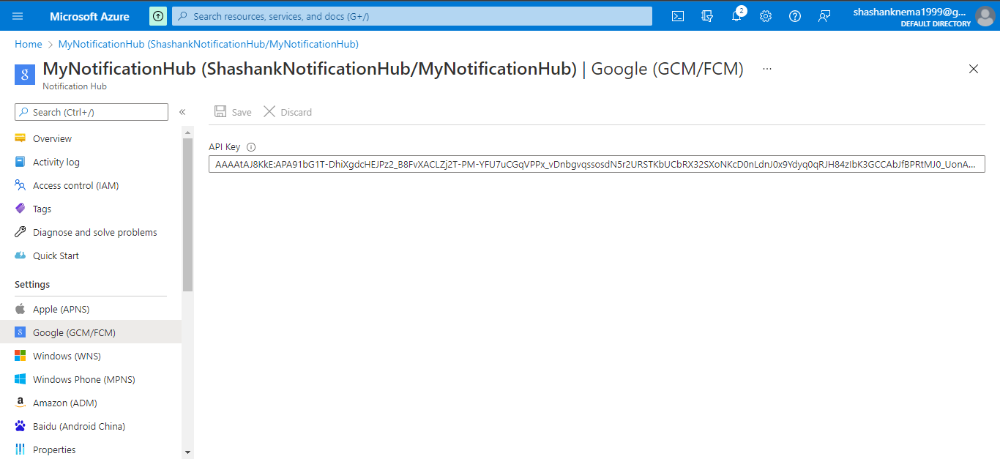 Microsoft Azure
Search resources, services, and docs (G+/)
2
shashanknema1999@g...
DEFAULT DIRECTORY
Home > MyNotificationHub (ShashankNotificationHub/MyNotificationHub)
MyNotificationHub (ShashankNotificationHub/MyNotificationHub) | Google (GCM/FCM) ...
Notification Hub
Search (Ctrl+/) «
Save Discard
Overview
Activity log
Access control (IAM)
Tags
Diagnose and solve problems
Quick Start
Settings
Apple (APNS)
Google (GCM/FCM)
Windows (WNS)
Windows Phone (MPNS)
Amazon (ADM)
Baidu (Android China)
Properties
API Key
AAAAtAJ8KkE:APA91bG1T-DhiXgdcHEJPz2_B8FvXACLZj2T-PM-YFU7uCGqVPPx_vDnbgvqssosdN5r2URSTKbUCbRX32SXoNKcD0nLdnJ0x9Ydyq0qRJH84zIbK3GCCAbJfBPRtMJ0_UonA...